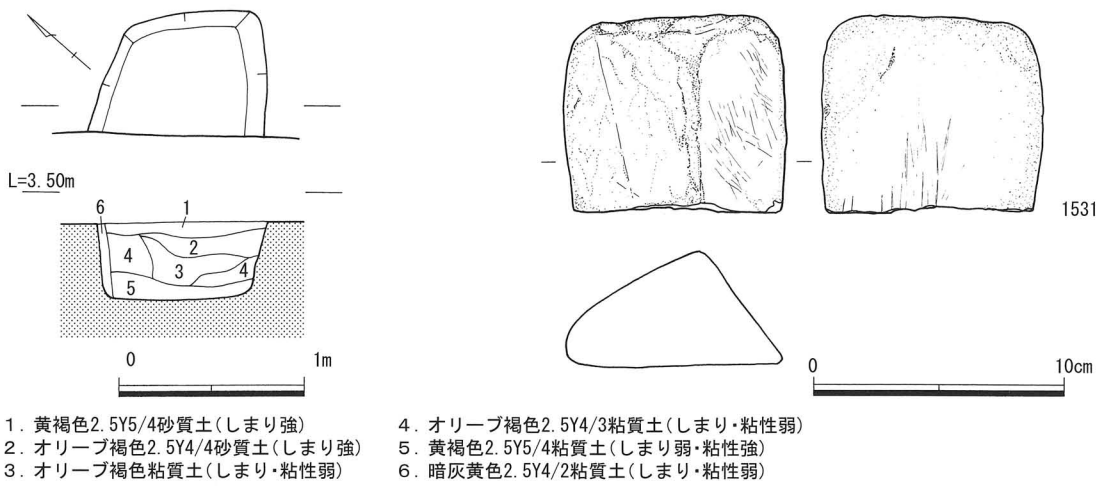 L=3.50m
6
1
2
4
3
4
5
0
1m
1531
0
10cm
1. 黄褐色2.5Y5/4砂質土(しまり強)
2. オリーブ褐色2.5Y4/4砂質土(しまり強)
3. オリーブ褐色粘質土(しまり・粘性弱)
4. オリーブ褐色2.5Y4/3粘質土(しまり・粘性弱)
5. 黄褐色2.5Y5/4粘質土(しまり弱・粘性強)
6. 暗灰黄色2.5Y4/2粘質土(しまり・粘性弱)